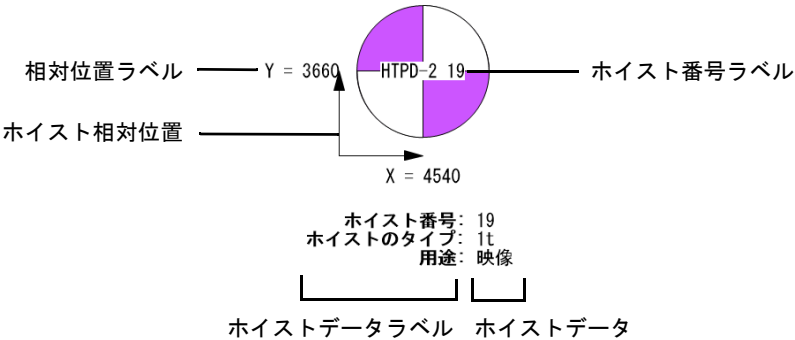 相対位置ラベル
Y = 3660
HTPD-2 19
ホイスト番号ラベル
ホイスト相対位置
X = 4540
ホイスト番号: 19
ホイストのタイプ: 1t
用途: 映像
ホイストデータラベル ホイストデータ